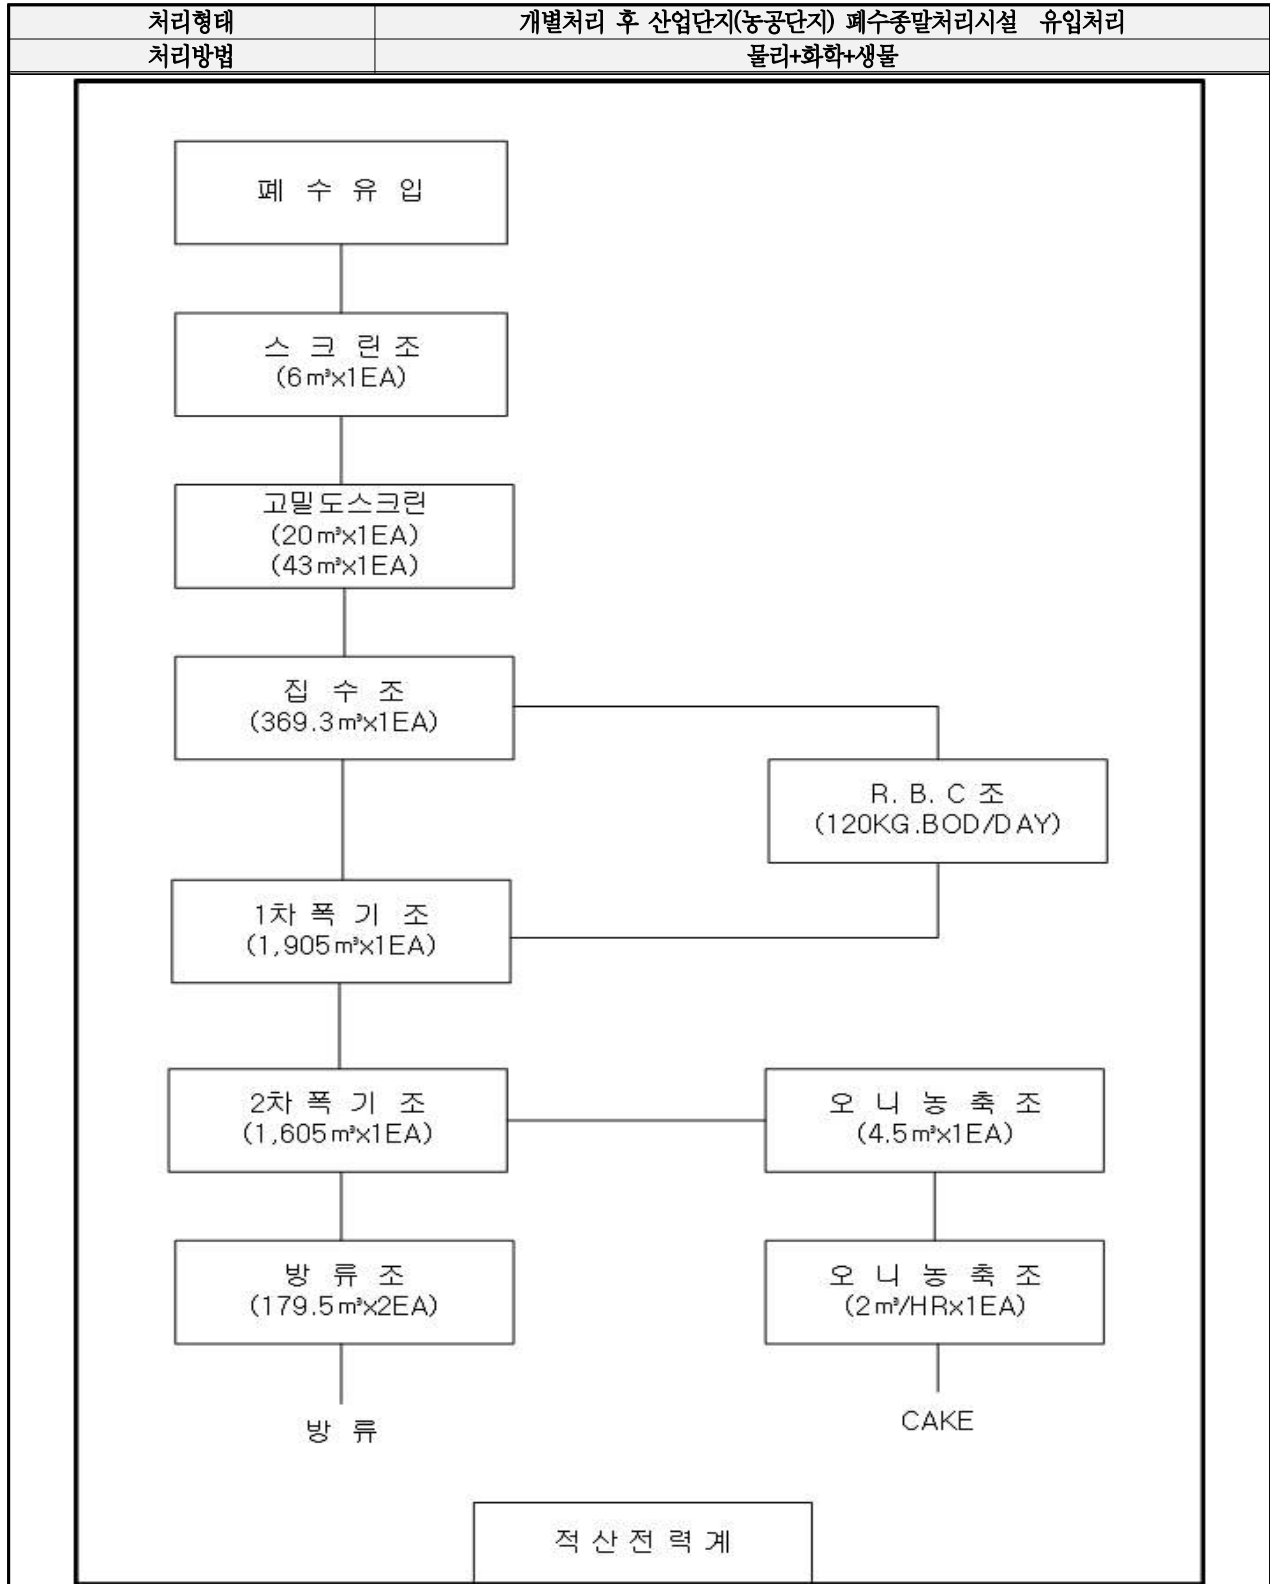 처리형태 개별처리 후 산업단지(농공단지) 폐수종말처리시설 유입처리
처리방법 물리+화학+생물
폐 수 유 입
스 크 린 조
(6㎥x1EA)
고밀도스크린
(20㎥x1EA)
(43㎥x1EA)
집 수 조
(369.3㎥x1EA)
R. B. C 조
(120KG.BOD/DAY)
1차 폭 기 조
(1,905㎥x1EA)
2차 폭 기 조
(1,605㎥x1EA)
오 니 농 축 조
(4.5㎥x1EA)
방 류 조
(179.5㎥x2EA)
오 니 농 축 조
(2㎥/HRx1EA)
방 류
CAKE
적 산 전 력 계